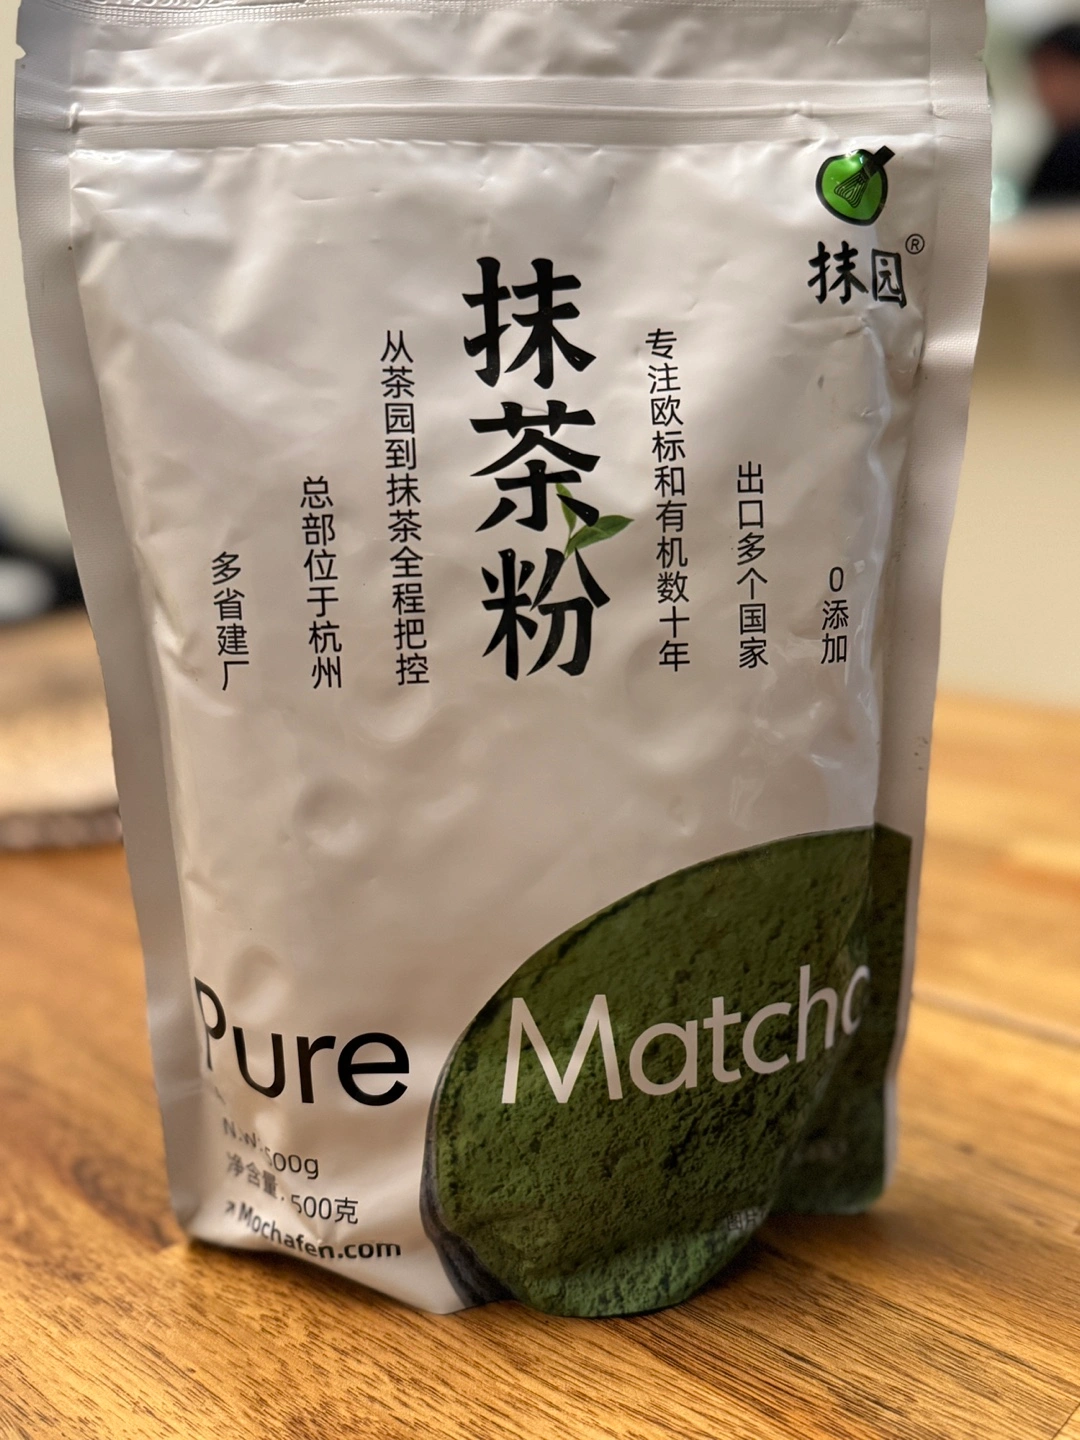 抹园®
抹茶粉
从茶园到抹茶全程把控
总部位于杭州
多省建厂
专注欧标和有机数十年
出口多个国家
0添加
Pure Matcha
N.W:500g
净含量:500克
Mochafen.com